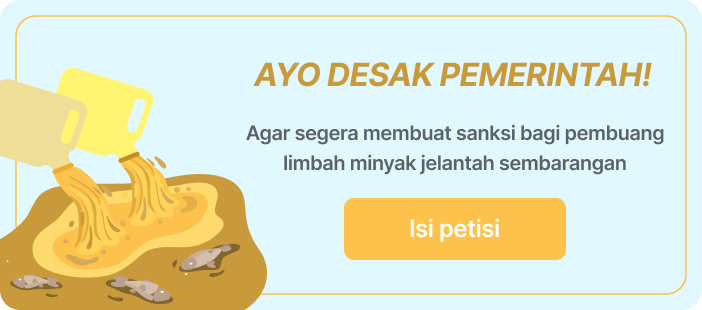 AYO DESAK PEMERINTAH!
Agar segera membuat sanksi bagi pembuang
limbah minyak jelantah sembarangan
Isi petisi